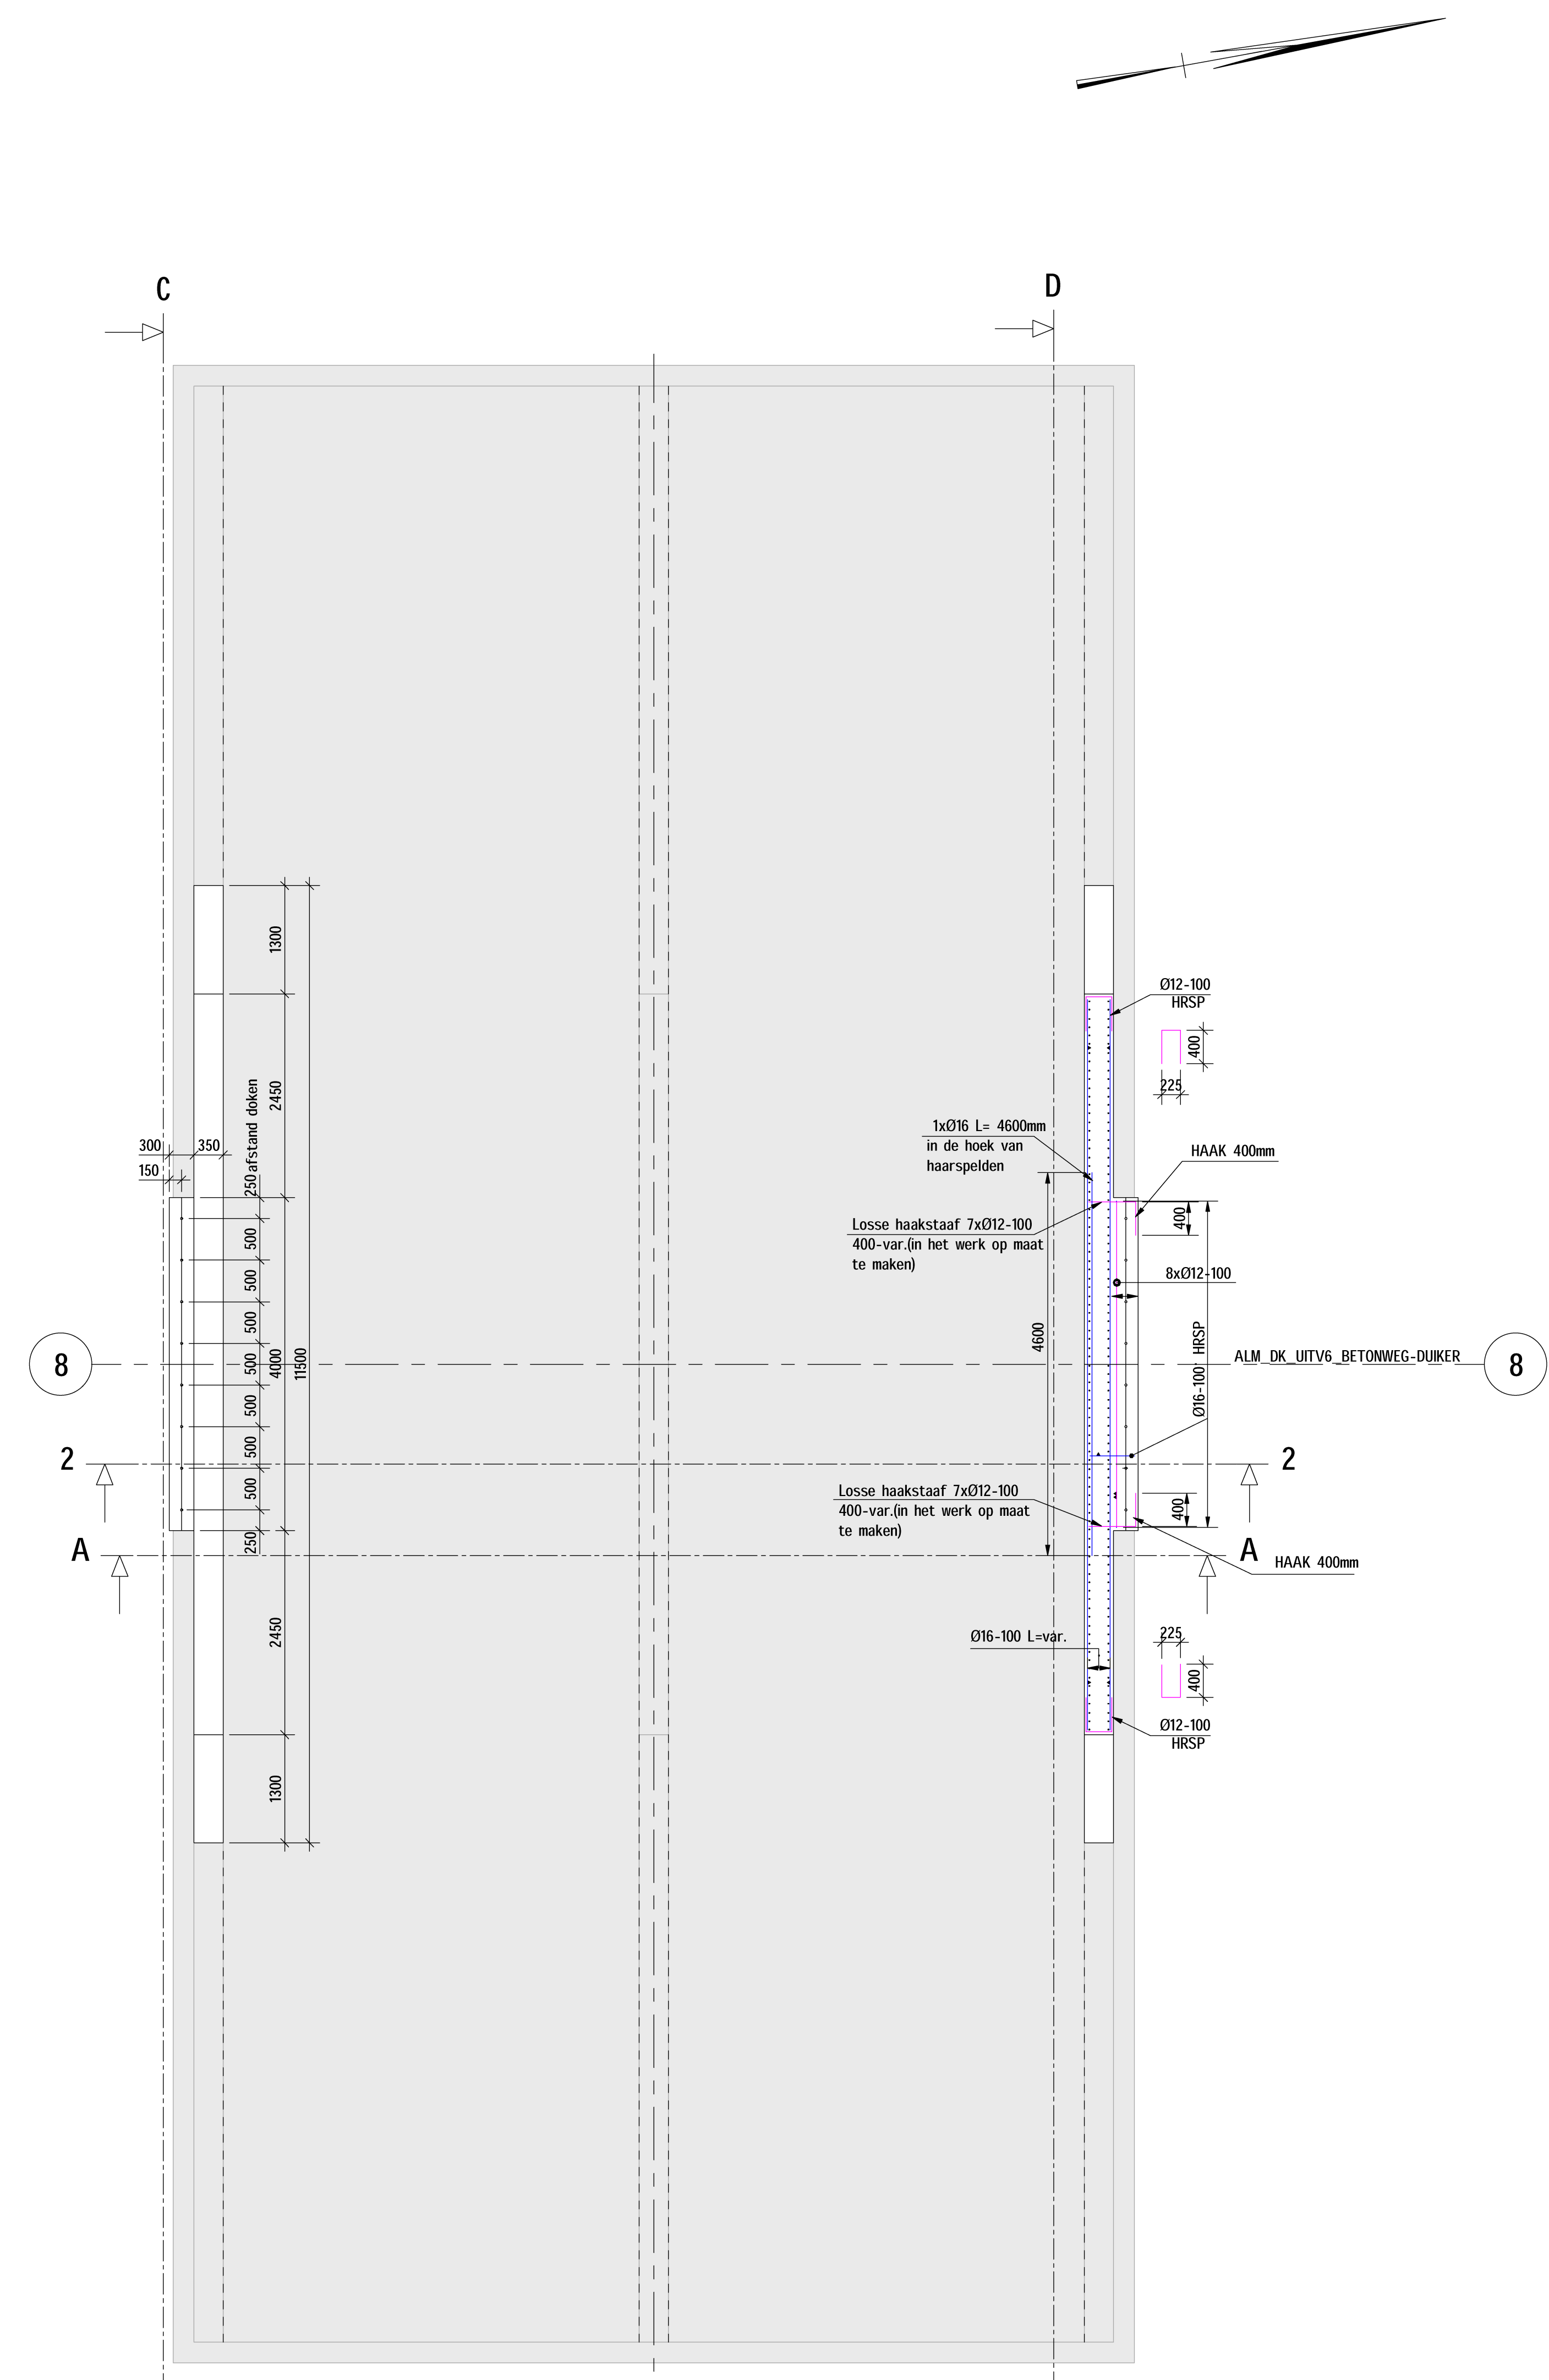 C
D
1300
Ø12-100
HRSP
400
225
2450
250
afstand doken
300
350
150
1xØ16 L= 4600mm
in de hoek van
haarspelden
HAAK 400mm
Losse haakstaaf 7xØ12-100
400-var.(in het werk op maat
te maken)
400
8xØ12-100
500
500
500
500
500
500
500
4000
11500
4600
8
ALM_DK_UITV6_BETONWEG-DUIKER
8
Ø16-100 HRSP
2
2
Losse haakstaaf 7xØ12-100
400-var.(in het werk op maat
te maken)
400
250
A
A
HAAK 400mm
2450
Ø16-100 L=var.
225
400
Ø12-100
HRSP
1300